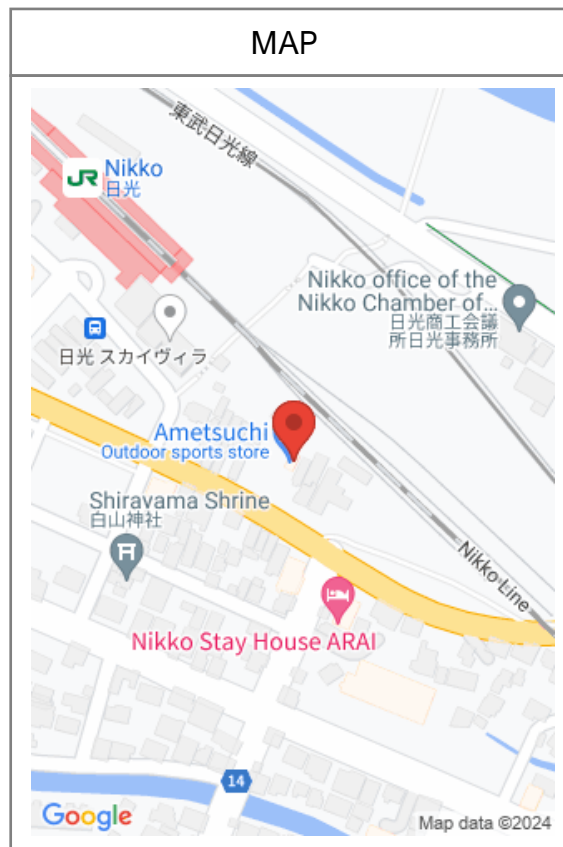 MAP
東武日光線
JR
Nikko
日光
Nikko office of the
Nikko Chamber of...
日光商工会議
所日光事務所
日光 スカイヴィラ
Ametsuchi
Outdoor sports store
Shirayama Shrine
白山神社
Nikko Line
Nikko Stay House ARAI
14
Google
Map data ©2024